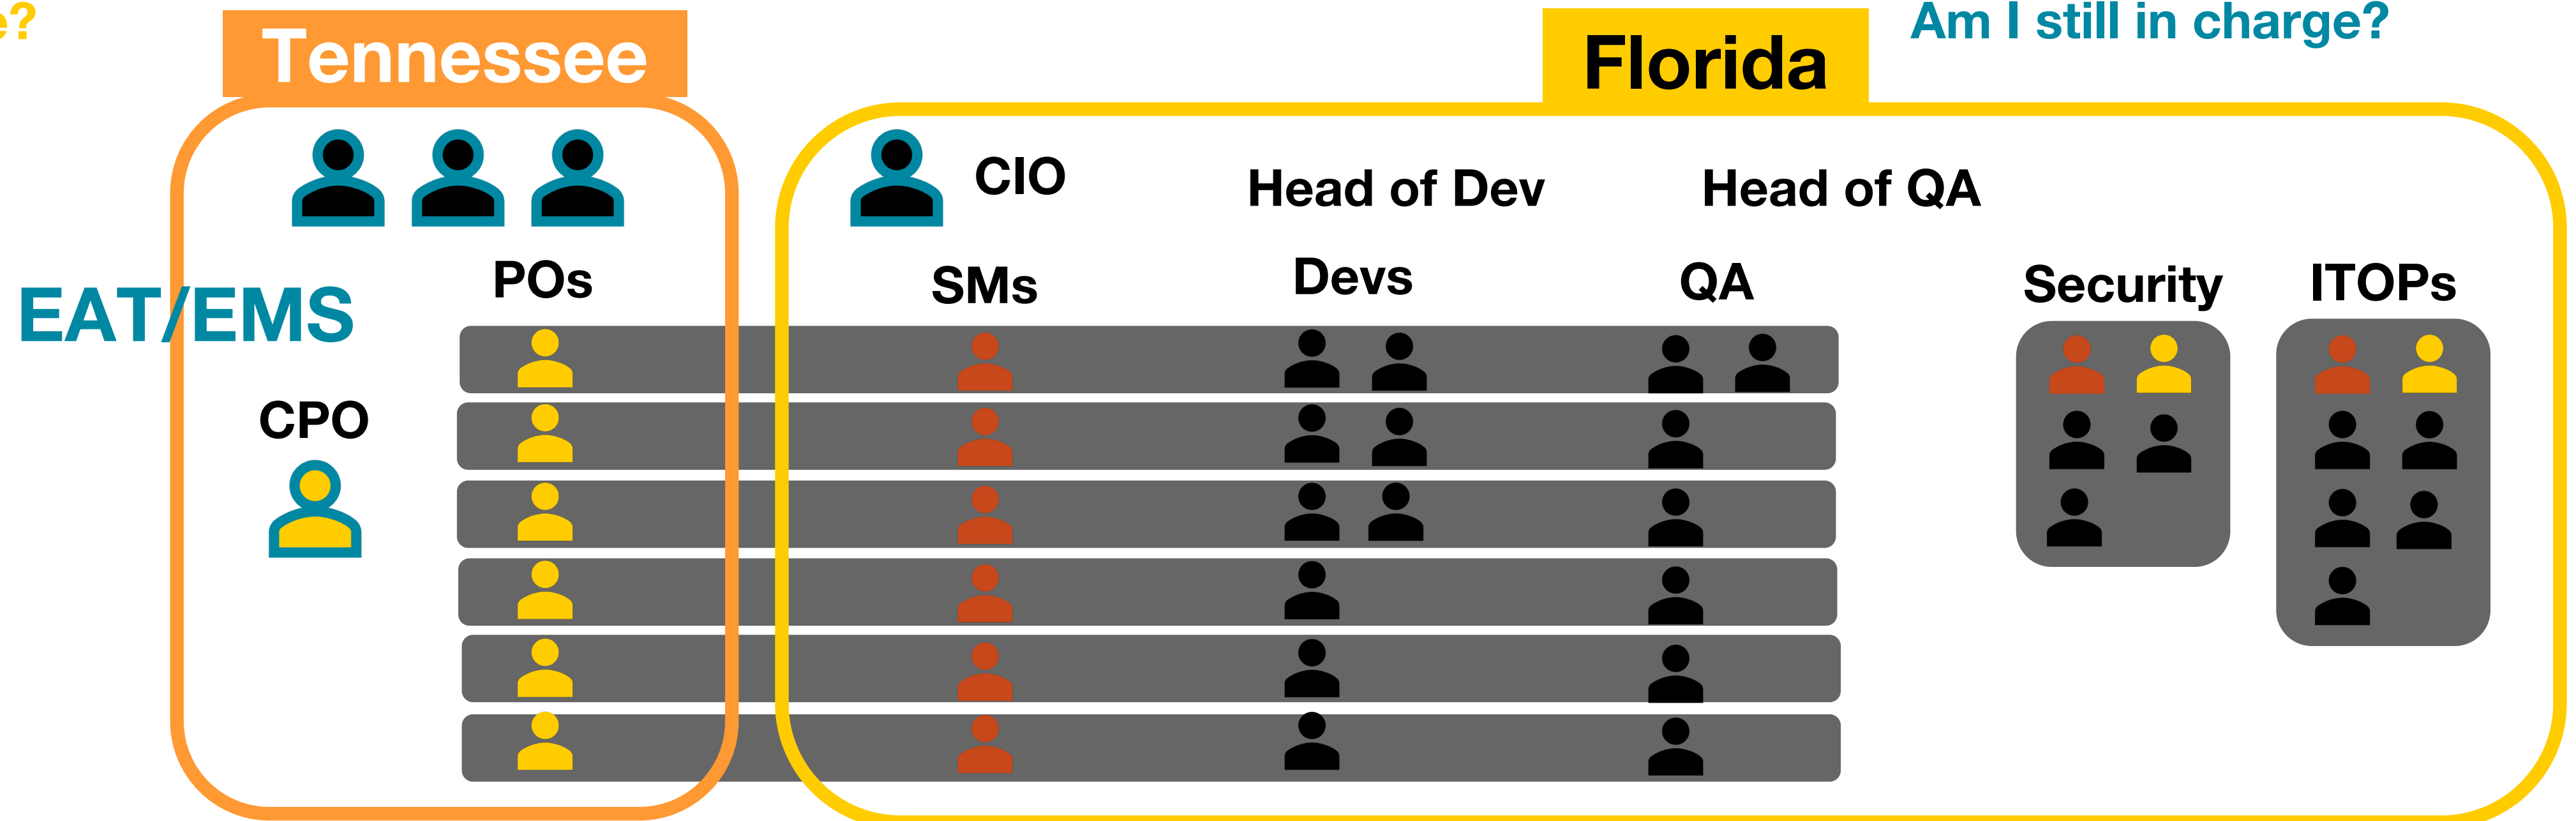 e?
Tennessee
Florida
Am I still in charge?
CIO
Head of Dev
Head of QA
POs
SMs
Devs
QA
Security
ITOPs
EAT/EMS
CPO